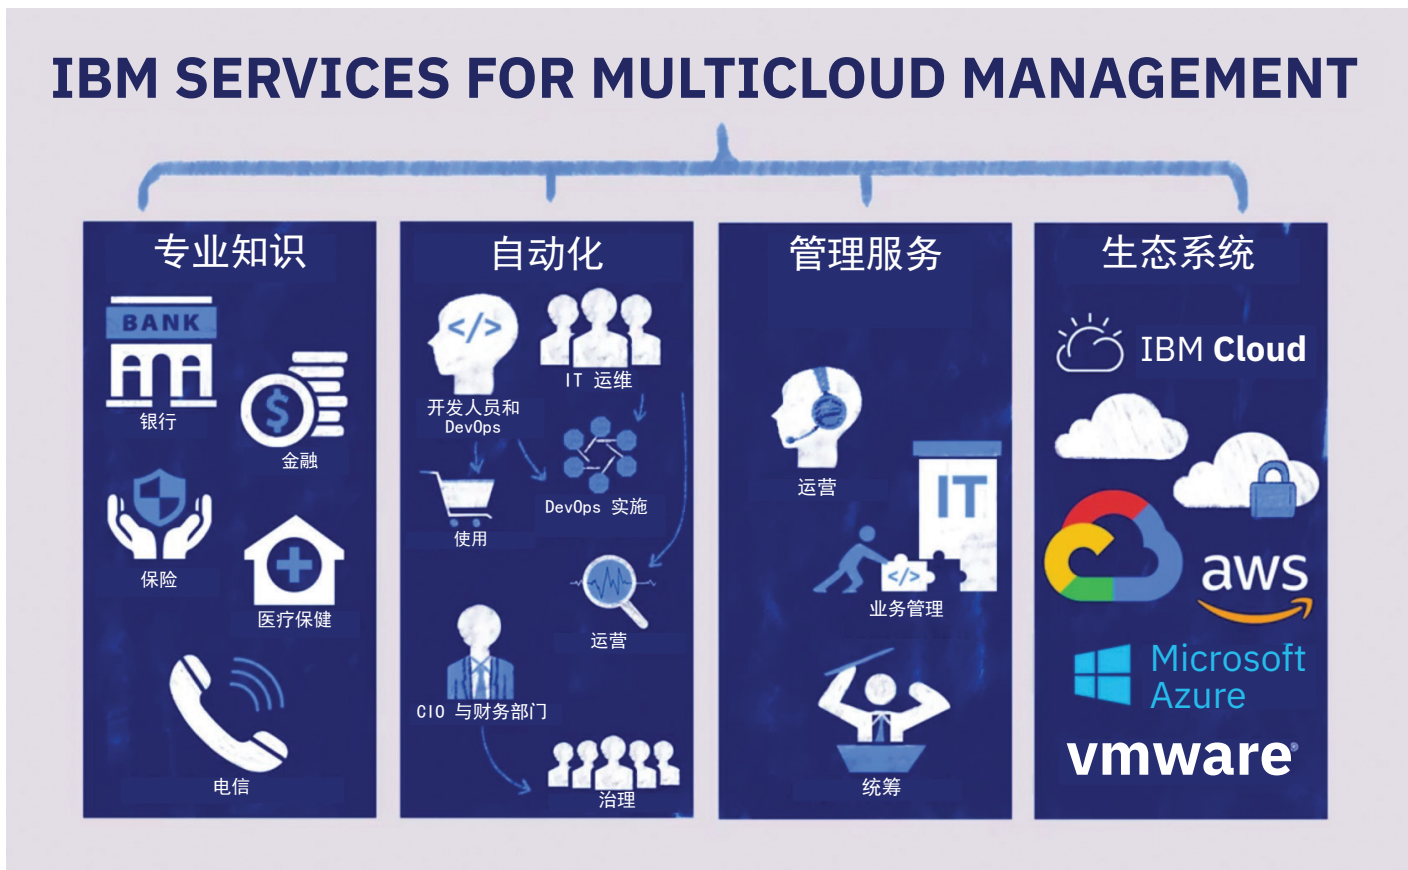 IBM SERVICES FOR MULTICLOUD MANAGEMENT
专业知识
BANK
银行
$
金融
保险
医疗保健
电信
自动化
</>
IT 运维
开发人员和
DevOps
DevOps 实施
使用
运营
CIO 与财务部门
治理
管理服务
运营
IT
</>
业务管理
统筹
生态系统
IBM Cloud
aws
Microsoft
Azure
vmware®